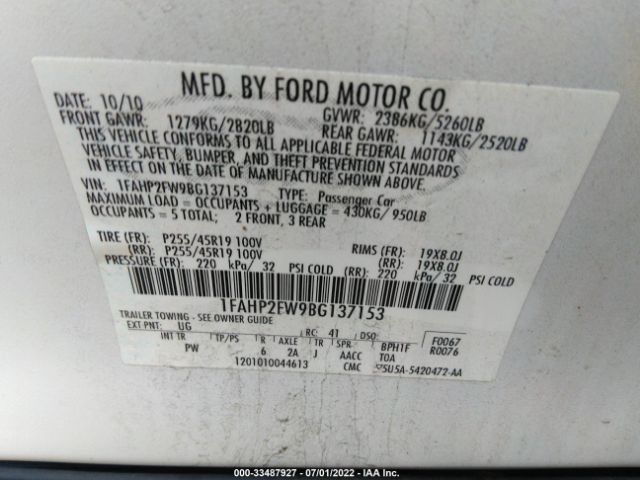 MFD. BY FORD MOTOR CO.
DATE: 10/10 GVWR: 2386KG/5260LB
FRONT GAWR: 1279KG/2820LB REAR GAWR: 1143KG/2520LB
THIS VEHICLE CONFORMS TO ALL APPLICABLE FEDERAL MOTOR
VEHICLE SAFETY, BUMPER, AND THEFT PREVENTION STANDARDS
IN EFFECT ON THE DATE OF MANUFACTURE SHOWN ABOVE.
VIN: 1FAHP2FW9BG137153 TYPE: Passenger Car
MAXIMUM LOAD = OCCUPANTS + LUGGAGE = 430KG/ 950LB
OCCUPANTS = 5 TOTAL; 2 FRONT, 3 REAR
TIRE (FR): P255/45R19 100V RIMS (FR): 19X8.0J
(RR): P255/45R19 100V (RR): 19X8.0J
PRESSURE (FR): 220 kPa/ 32 PSI COLD (RR): 220 kPa/ 32 PSI COLD
1FAHP2FW9BG137153
TRAILER TOWING - SEE OWNER GUIDE
EXT PNT: UG RC: 41 DSO: F0067
R0076
INT TR TP/PS R AXLE TR SPR BPH1F
PW 6 2A J AACC T0A
1201010044613 CMC 5U5A-5420472-AA
000-33487927 - 07/01/2022 - IAA Inc.